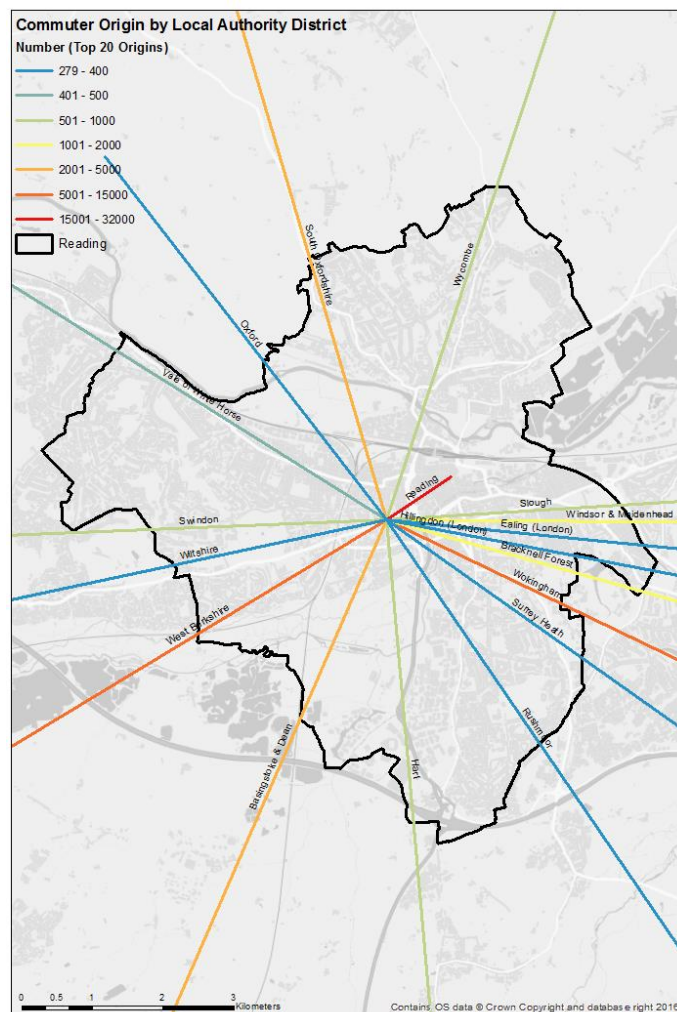 Commuter Origin by Local Authority District
Number (Top 20 Origins)
279 - 400
401 - 500
501 - 1000
1001 - 2000
2001 - 5000
5001 - 15000
15001 - 32000
Reading
South Oxfordshire
Wycombe
Oxford
Vale of White Horse
Reading
Slough
Windsor & Maidenhead
Hillingdon (London)
Ealing (London)
Swindon
Bracknell Forest
Wiltshire
Wokingham
Surrey Heath
West Berkshire
Rushmoor
Basingstoke & Dean
Hart
0 0.5 1 2 3
Kilometers
Contains OS data © Crown Copyright and database right 2016